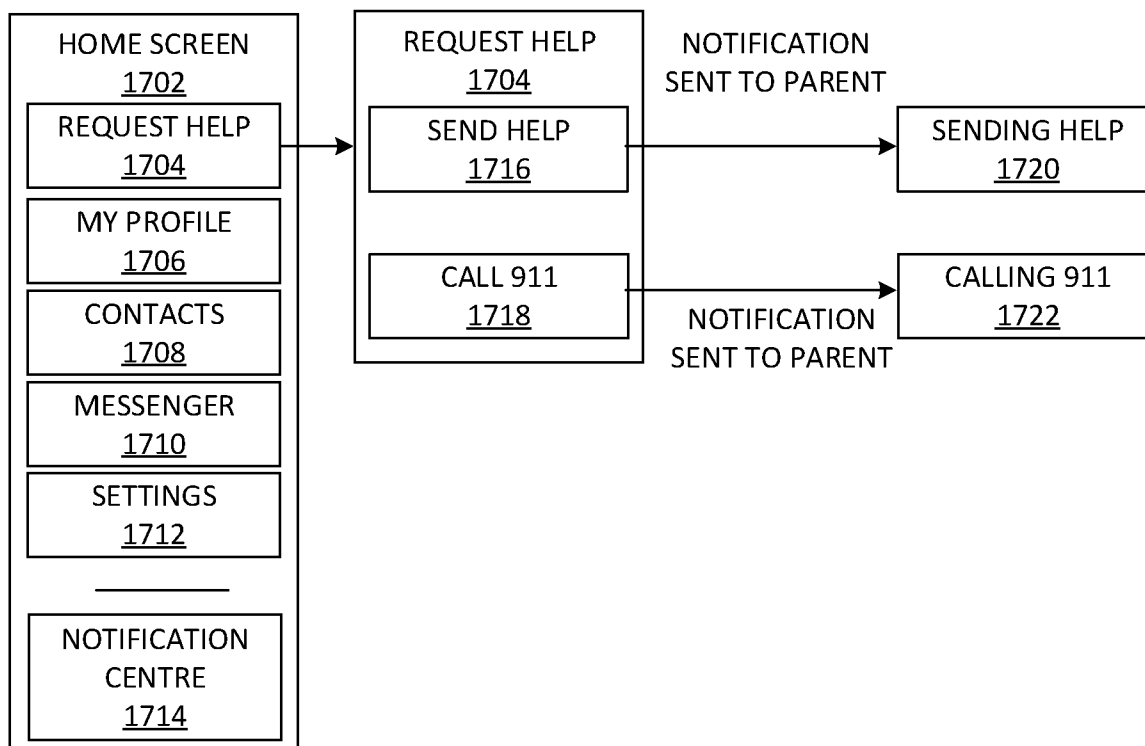 HOME SCREEN
1702
REQUEST HELP
1704
MY PROFILE
1706
CONTACTS
1708
MESSENGER
1710
SETTINGS
1712
NOTIFICATION
CENTRE
1714
REQUEST HELP
1704
SEND HELP
1716
CALL 911
1718
NOTIFICATION
SENT TO PARENT
SENDING HELP
1720
NOTIFICATION
SENT TO PARENT
CALLING 911
1722